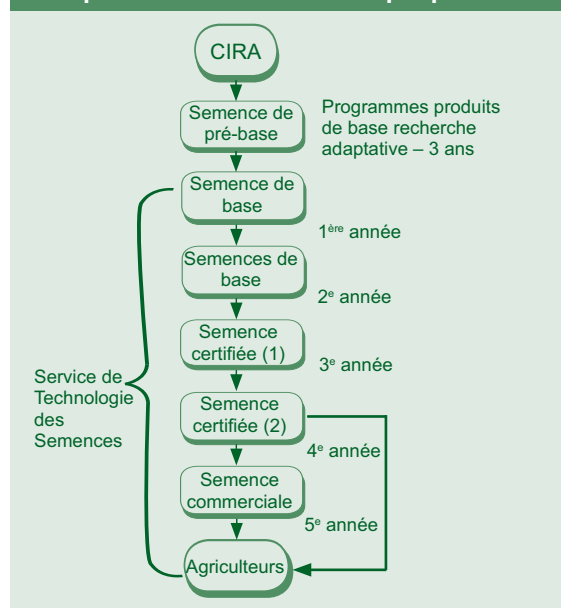 CIRA
Semence de
pré-base
Programmes produits
de base recherche
adaptative – 3 ans
Semence de
base
1ère année
Semences de
base
2e année
Semence
certifiée (1)
3e année
Service de
Technologie
des
Semences
Semence
certifiée (2)
4e année
Semence
commerciale
5e année
Agriculteurs